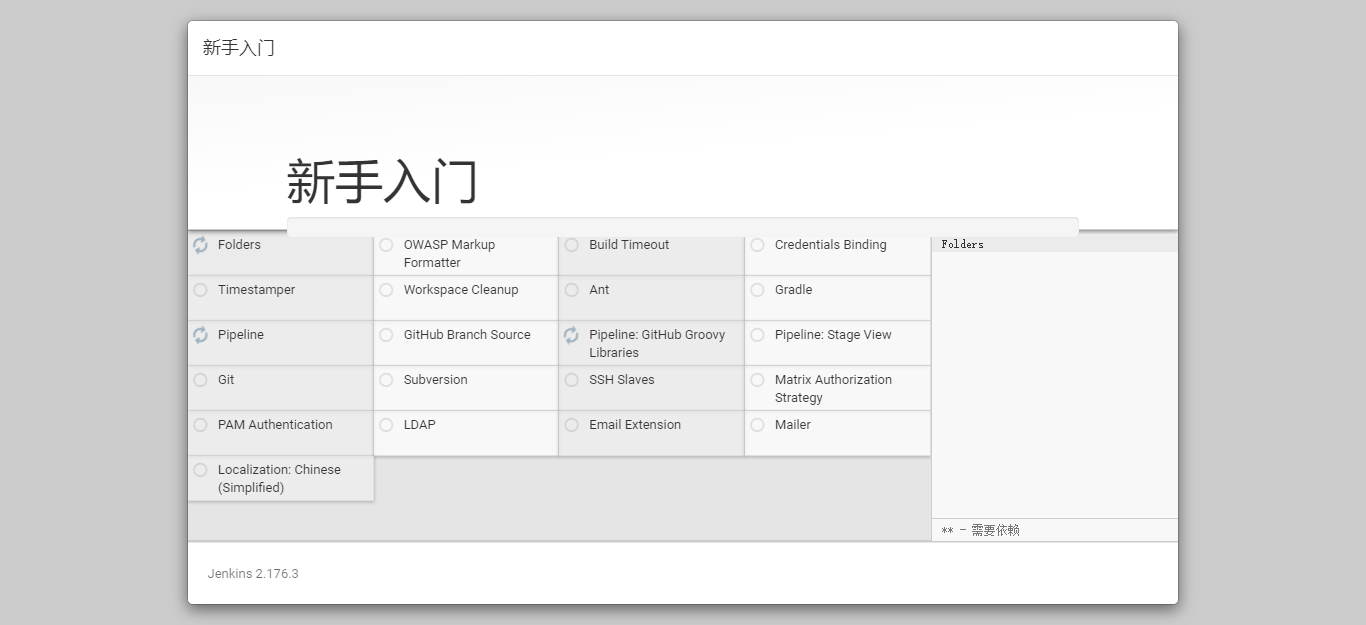 新手入门
新手入门
Folders
OWASP Markup
Formatter
Build Timeout
Credentials Binding
Timestamper
Workspace Cleanup
Ant
Gradle
Pipeline
GitHub Branch Source
Pipeline: GitHub Groovy
Libraries
Pipeline: Stage View
Git
Subversion
SSH Slaves
Matrix Authorization
Strategy
PAM Authentication
LDAP
Email Extension
Mailer
Localization: Chinese
(Simplified)
Folders
** - 需要依赖
Jenkins 2.176.3